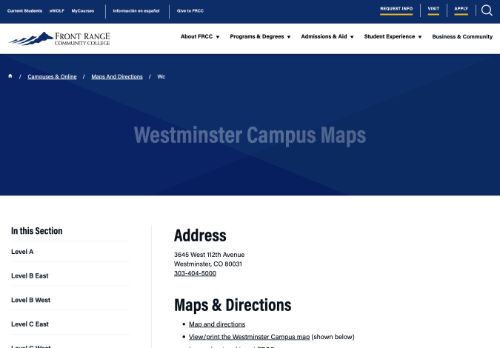 Current Students eWOLF MyCourses Información en español Give to FRCC REQUEST INFO VISIT APPLY
FRONT RANGE
COMMUNITY COLLEGE
About FRCC ▼ Programs & Degrees ▼ Admissions & Aid ▼ Student Experience ▼ Business & Community
/ Campuses & Online / Maps And Directions / We
Westminster Campus Maps
In this Section
Level A
Level B East
Level B West
Level C East
Level C West
Address
3645 West 112th Avenue
Westminster, CO 80031
303-404-5000
Maps & Directions
• Map and directions
• View/print the Westminster Campus map (shown below)